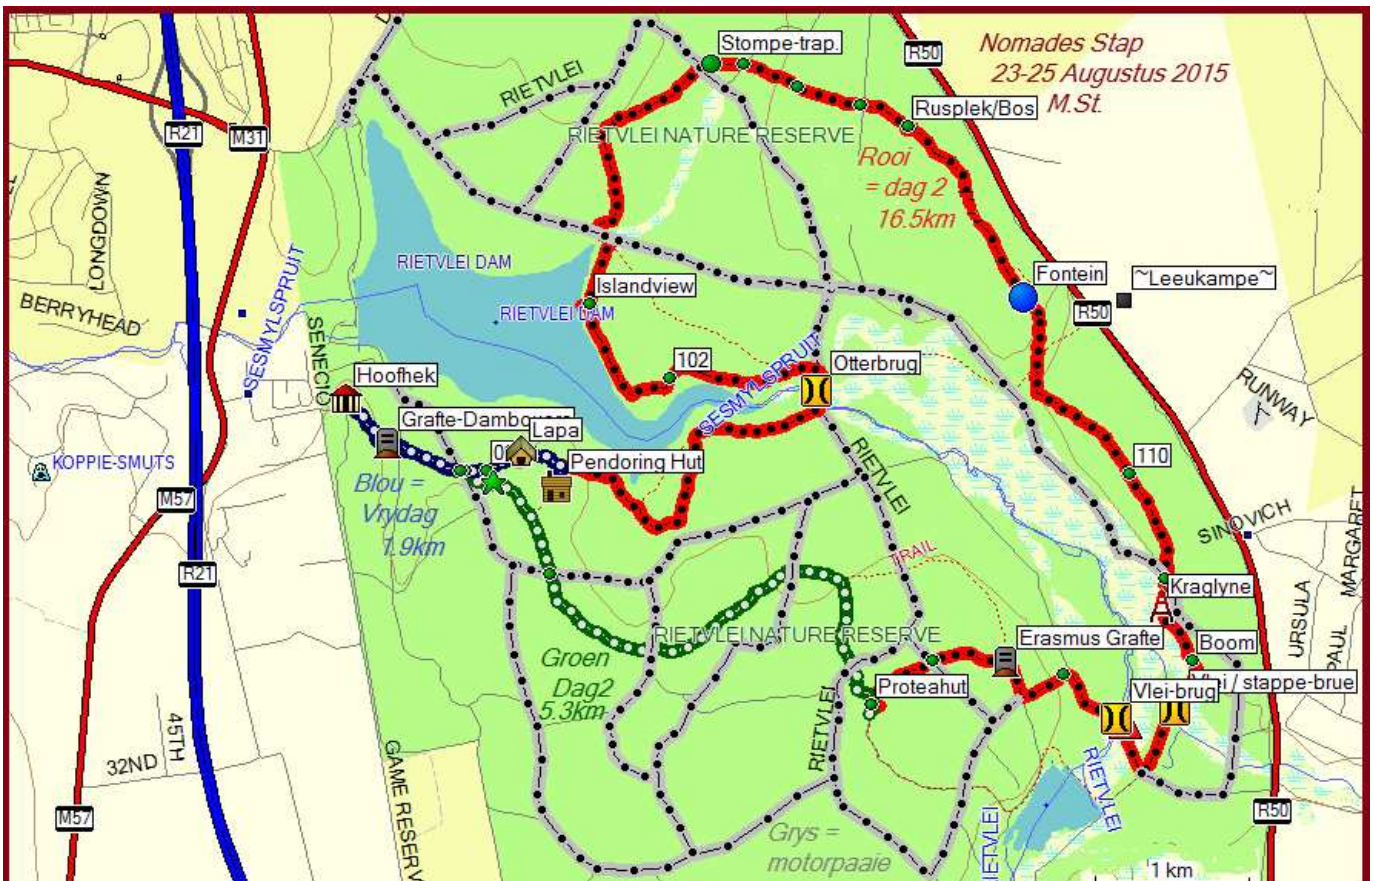 Nomades Stap
23-25 Augustus 2015
M.St.
Stompe-trap.
R50
RIETVLEI
R21
M31
RIETVLEI NATURE RESERVE
Rusplek/Bos
Rooi
= dag 2
16.5km
LONGDOWN
BERRYHEAD
SESMYLSPRUIT
RIETVLEI DAM
Islandview
RIETVLEI DAM
Fontein
~Leeukampe~
R50
SENECIO
Hoofhek
102
SESMYLSPRUIT
Otterbrug
RUNWAY
Grafte-Dambouers
Lapa
Pendoring Hut
KOPPIE-SMUTS
Blou =
Vrydag
1.9km
M57
R21
RIETVLEI
110
SINOVICH
MARGARET
TRAIL
Kraglyne
URSULA
PAUL
RIETVLEI NATURE RESERVE
Erasmus Grafte
Boom
Groen
Dag2
5.3km
Proteahut
Vlei-brug
Vlei / stappe-brue
RIETVLEI
45TH
32ND
GAME RESERV
RIETVLEI
M57
R50
Grys =
motorpaaie
RIETVLEI
1 km